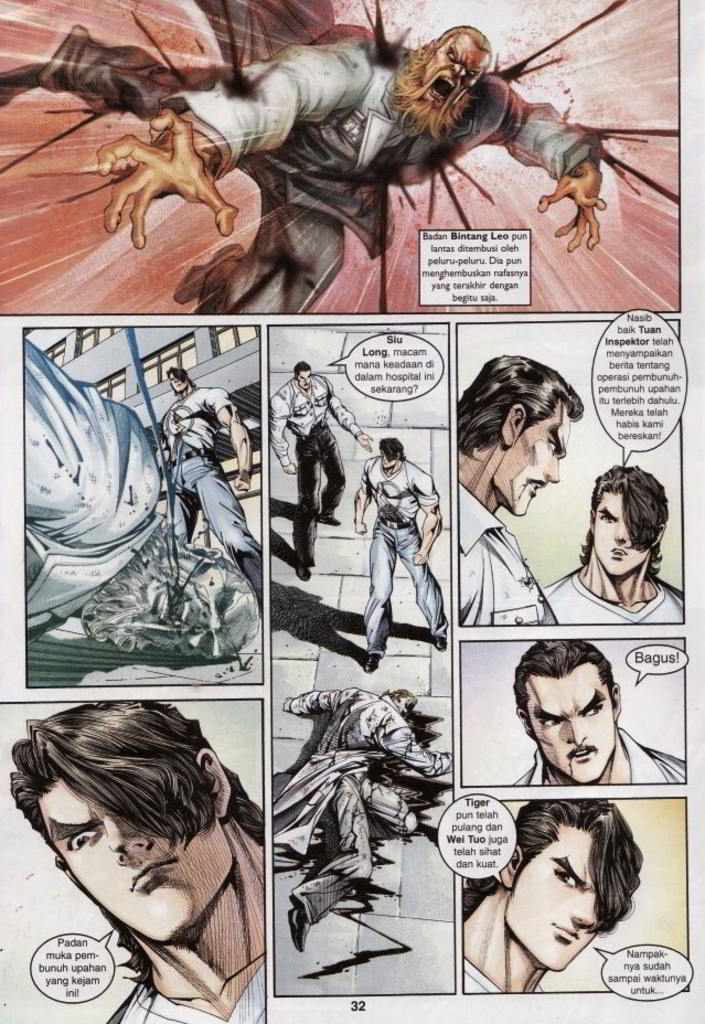 Badan Bintang Leo pun
lantas ditembusi oleh
peluru-peluru. Dia pun
menghembuskan nafasnya
yang terakhir dengan
begitu saja.
Siu
Long, macam
mana keadaan di
dalam hospital ini
sekarang?
Nasib
baik Tuan
Inspektor telah
menyampaikan
berita tentang
operasi pembunuh-
pembunuh upahan
itu terlebih dahulu.
Mereka telah
habis kami
bereskan!
Bagus!
Padan
muka pem-
bunuh upahan
yang kejam
ini!
Tiger
pun telah
pulang dan
Wei Tuo juga
telah sihat
dan kuat.
Nampak-
nya sudah
sampai waktunya
untuk...
32